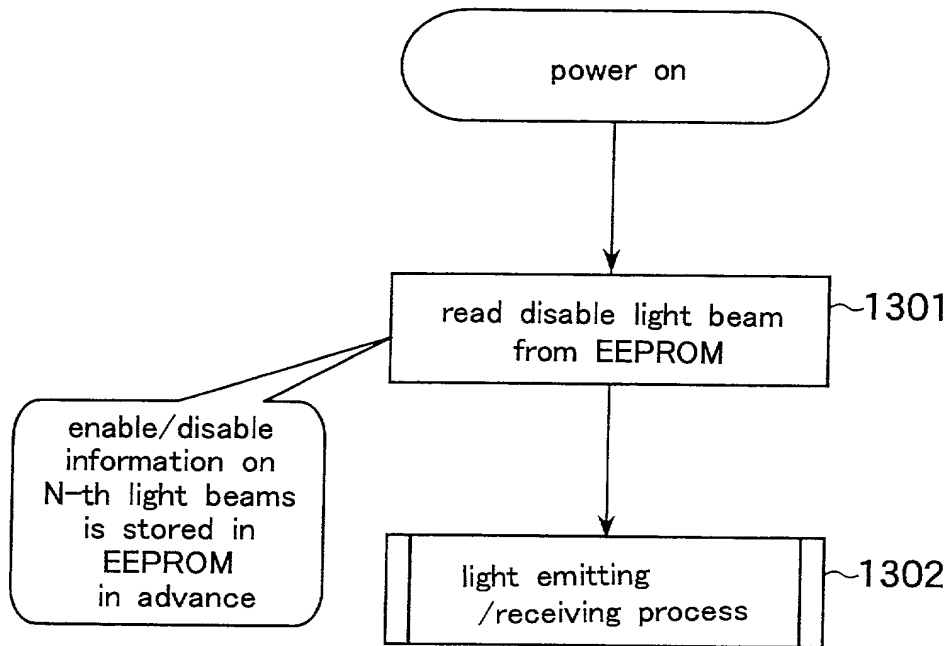 power on
read disable light beam
from EEPROM
1301
enable/disable
information on
N-th light beams
is stored in
EEPROM
in advance
light emitting
/receiving process
1302